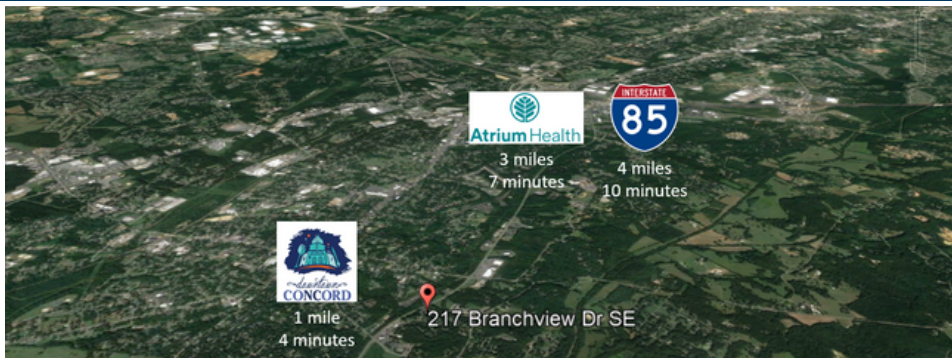 INTERSTATE
85
Atrium Health
3 miles
7 minutes
4 miles
10 minutes
downtown
CONCORD
1 mile
4 minutes
217 Branchview Dr SE